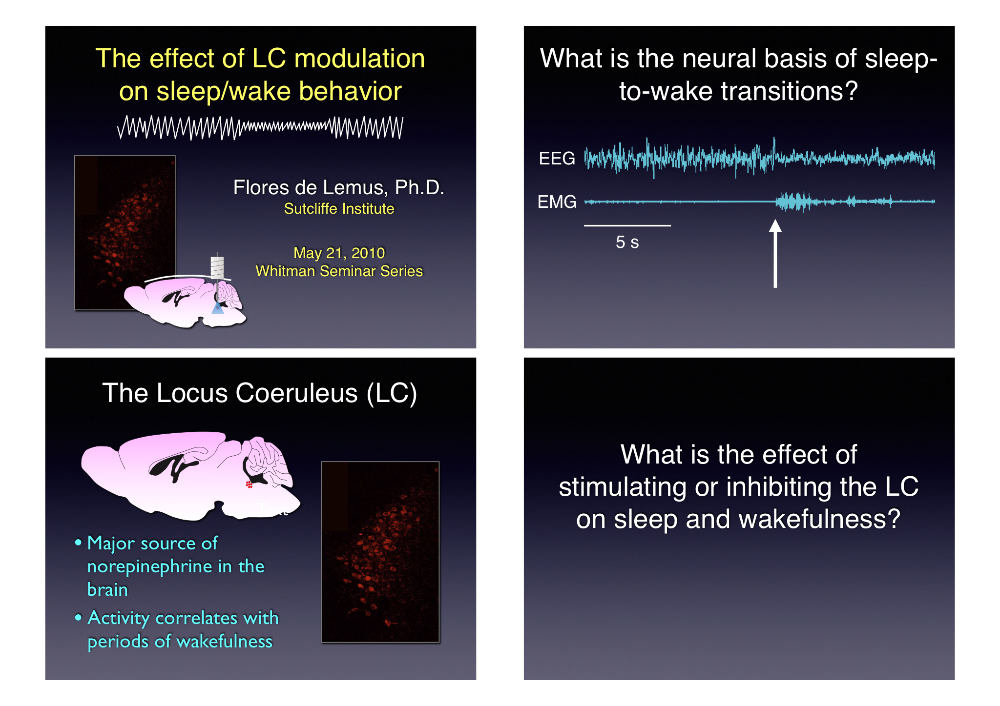 The effect of LC modulation
on sleep/wake behavior
Flores de Lemus, Ph.D.
Sutcliffe Institute
May 21, 2010
Whitman Seminar Series
What is the neural basis of sleep-
to-wake transitions?
EEG
EMG
5 s
The Locus Coeruleus (LC)
Text
• Major source of
norepinephrine in the
brain
• Activity correlates with
periods of wakefulness
What is the effect of
stimulating or inhibiting the LC
on sleep and wakefulness?